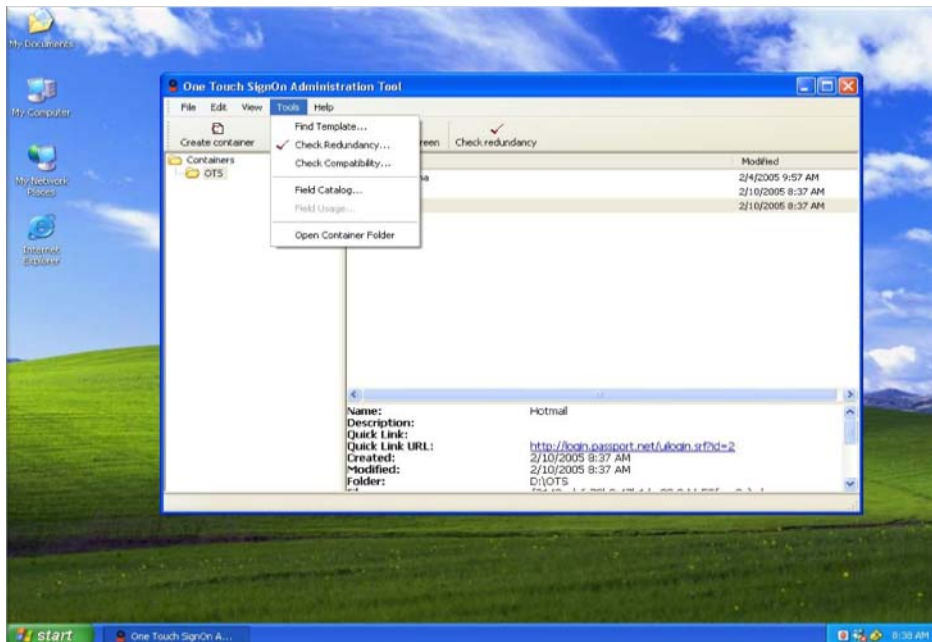 My Documents
My Computer
My Network
Places
Internet
Explorer
One Touch SignOn Administration Tool
File Edit View Tools Help
Create container
reen
Check redundancy
Find Template...
Check Redundancy...
Check Compatibility...
Field Catalog...
Field Usage...
Open Container Folder
Containers
OTS
Modified
2/4/2005 9:57 AM
2/10/2005 8:37 AM
2/10/2005 8:37 AM
Name: Hotmail
Description:
Quick Link:
Quick Link URL: http://login.passport.net/uilogin.srf?id=2
Created: 2/10/2005 8:37 AM
Modified: 2/10/2005 8:37 AM
Folder: D:\OTS
start
One Touch SignOn A...
8:38 AM